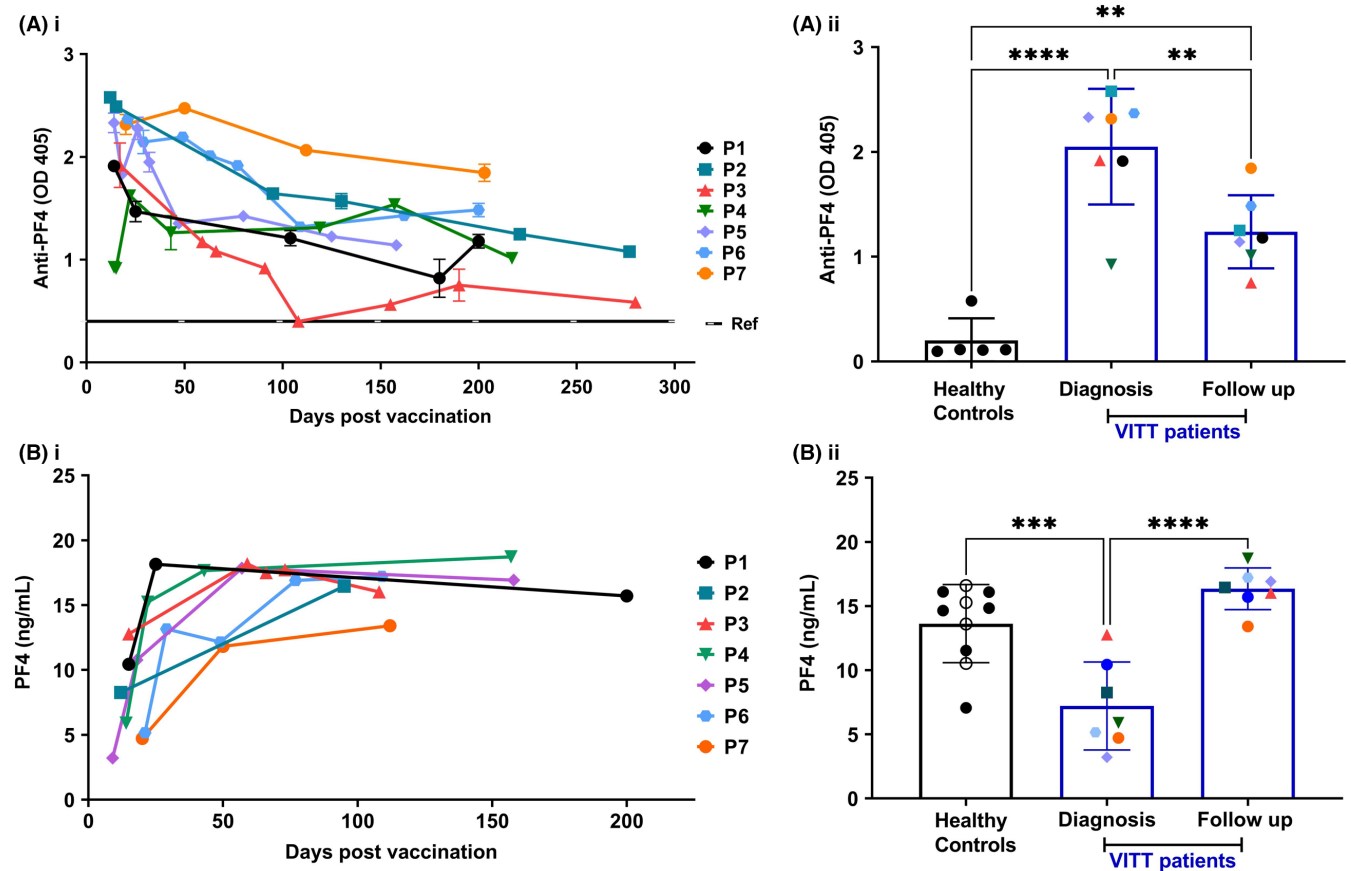 (A) i
3
2
1
0
Anti-PF4 (OD 405)
0 50 100 150 200 250 300
Days post vaccination
P1
P2
P3
P4
P5
P6
P7
Ref
(A) ii
** 
**** **
3
2
1
0
Anti-PF4 (OD 405)
Healthy Controls
Diagnosis
Follow up
VITT patients
(B) i
25
20
15
10
5
0
PF4 (ng/mL)
0 50 100 150 200
Days post vaccination
P1
P2
P3
P4
P5
P6
P7
(B) ii
*** ****
25
20
15
10
5
0
PF4 (ng/mL)
Healthy Controls
Diagnosis
Follow up
VITT patients